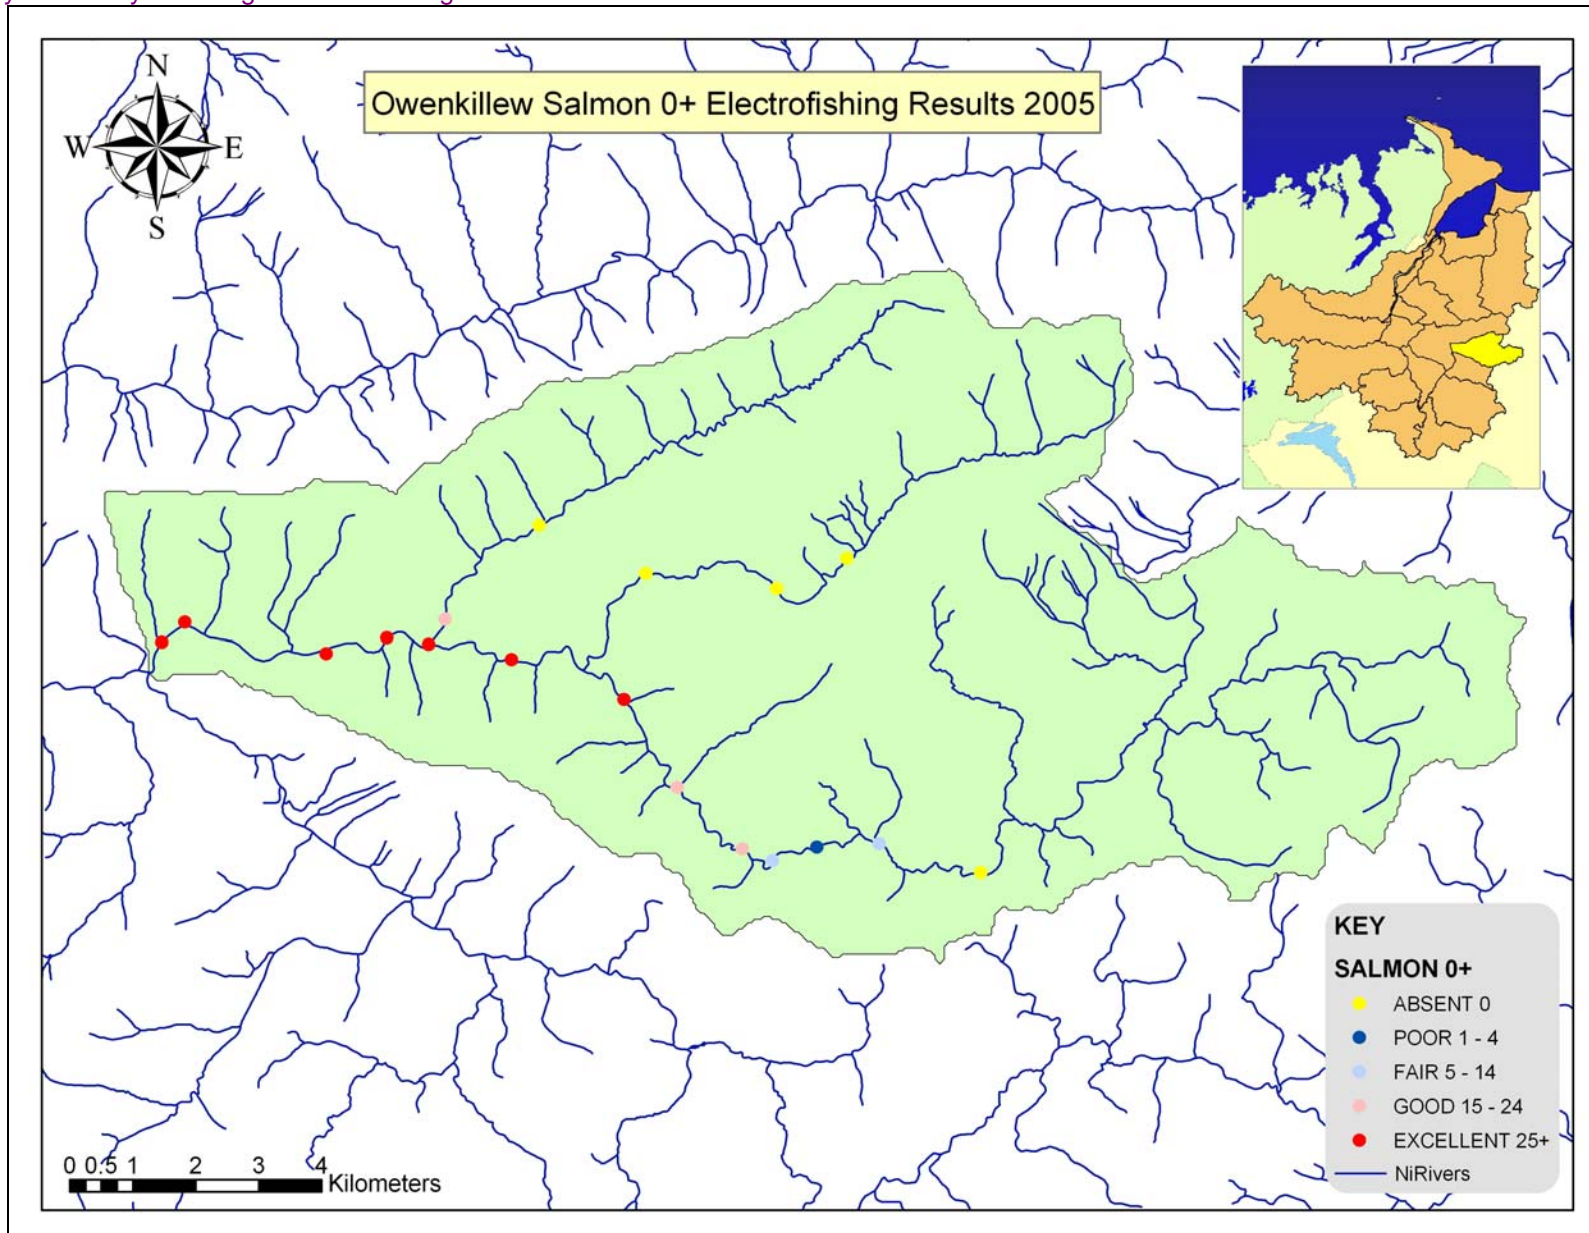 Owenkillew Salmon 0+ Electrofishing Results 2005
N
W E
S
KEY
SALMON 0+
ABSENT 0
POOR 1 - 4
FAIR 5 - 14
GOOD 15 - 24
EXCELLENT 25+
NiRivers
0 0.5 1 2 3 4
Kilometers